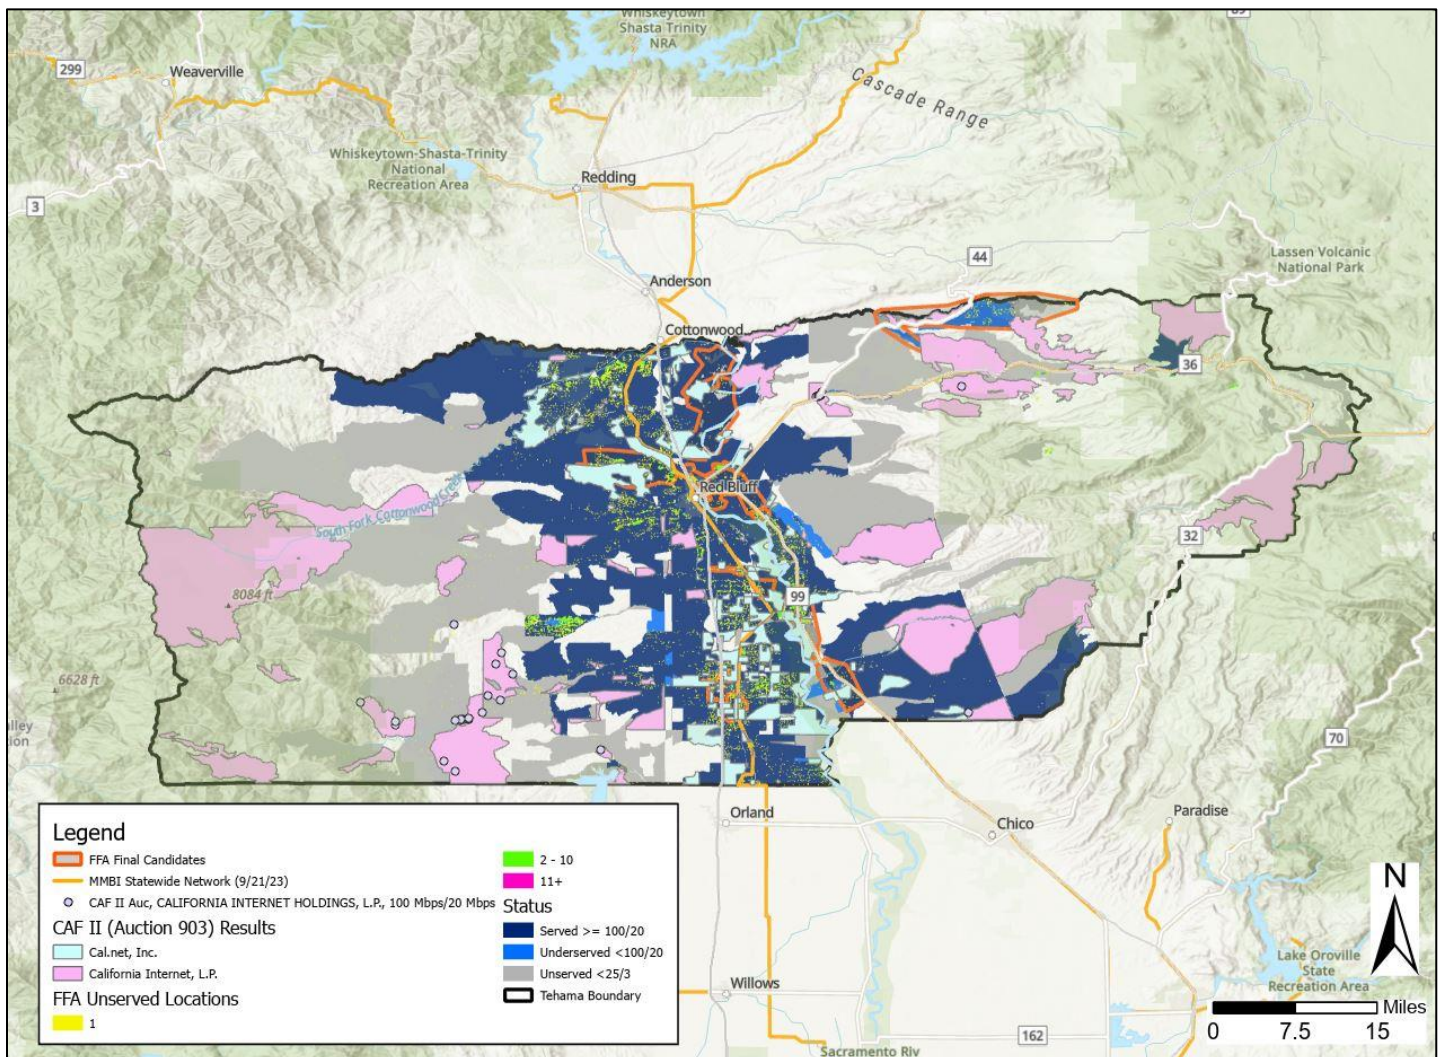 Whiskeytown
Shasta Trinity
NRA
89
299
Weaverville
Cascade Range
Whiskeytown-Shasta-Trinity
National
Recreation Area
Redding
3
44
Lassen Volcanic
National Park
Anderson
Cottonwood
36
Red Bluff
South Fork Cottonwood Creek
32
8084 ft
99
6628 ft
lley
ion
70
Orland
Chico
Paradise
Willows
162
Sacramento Riv
Lake Oroville
State
Recreation Area
N
Miles
0 7.5 15
Legend
FFA Final Candidates
MMBI Statewide Network (9/21/23)
CAF II Auc, CALIFORNIA INTERNET HOLDINGS, L.P., 100 Mbps/20 Mbps
CAF II (Auction 903) Results
Cal.net, Inc.
California Internet, L.P.
FFA Unserved Locations
1
2 - 10
11+
Status
Served >= 100/20
Underserved <100/20
Unserved <25/3
Tehama Boundary